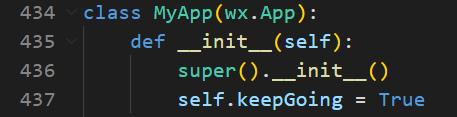 434 class MyApp(wx.App):
435     def __init__(self):
436         super().__init__()
437         self.keepGoing = True